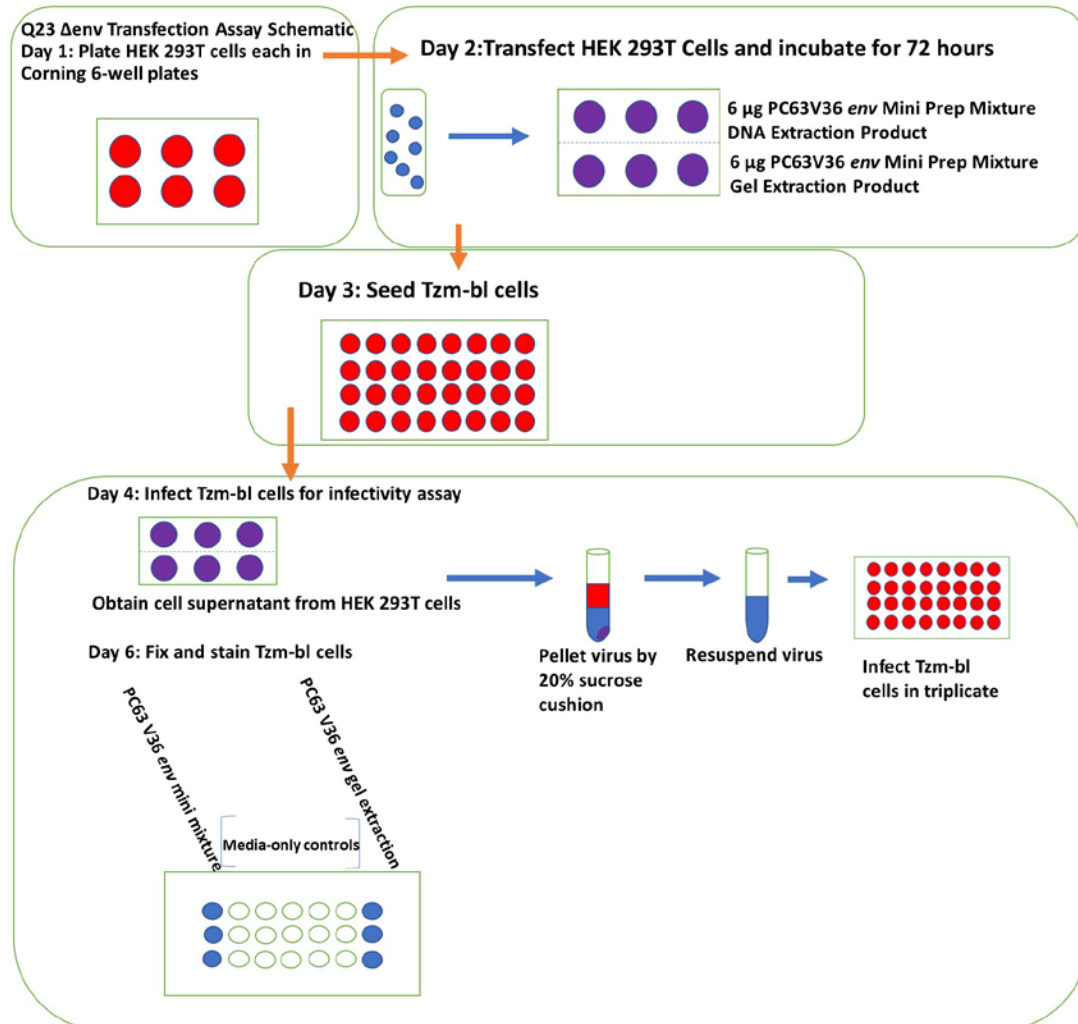 Q23 Δenv Transfection Assay Schematic
Day 1: Plate HEK 293T cells each in
Corning 6-well plates
Day 2:Transfect HEK 293T Cells and incubate for 72 hours
6 µg PC63V36 env Mini Prep Mixture
DNA Extraction Product
6 µg PC63V36 env Mini Prep Mixture
Gel Extraction Product
Day 3: Seed Tzm-bl cells
Day 4: Infect Tzm-bl cells for infectivity assay
Obtain cell supernatant from HEK 293T cells
Pellet virus by
20% sucrose
cushion
Resuspend virus
Infect Tzm-bl
cells in triplicate
Day 6: Fix and stain Tzm-bl cells
PC63 V36 env mini mixture
Media-only controls
PC63 V36 env gel extraction